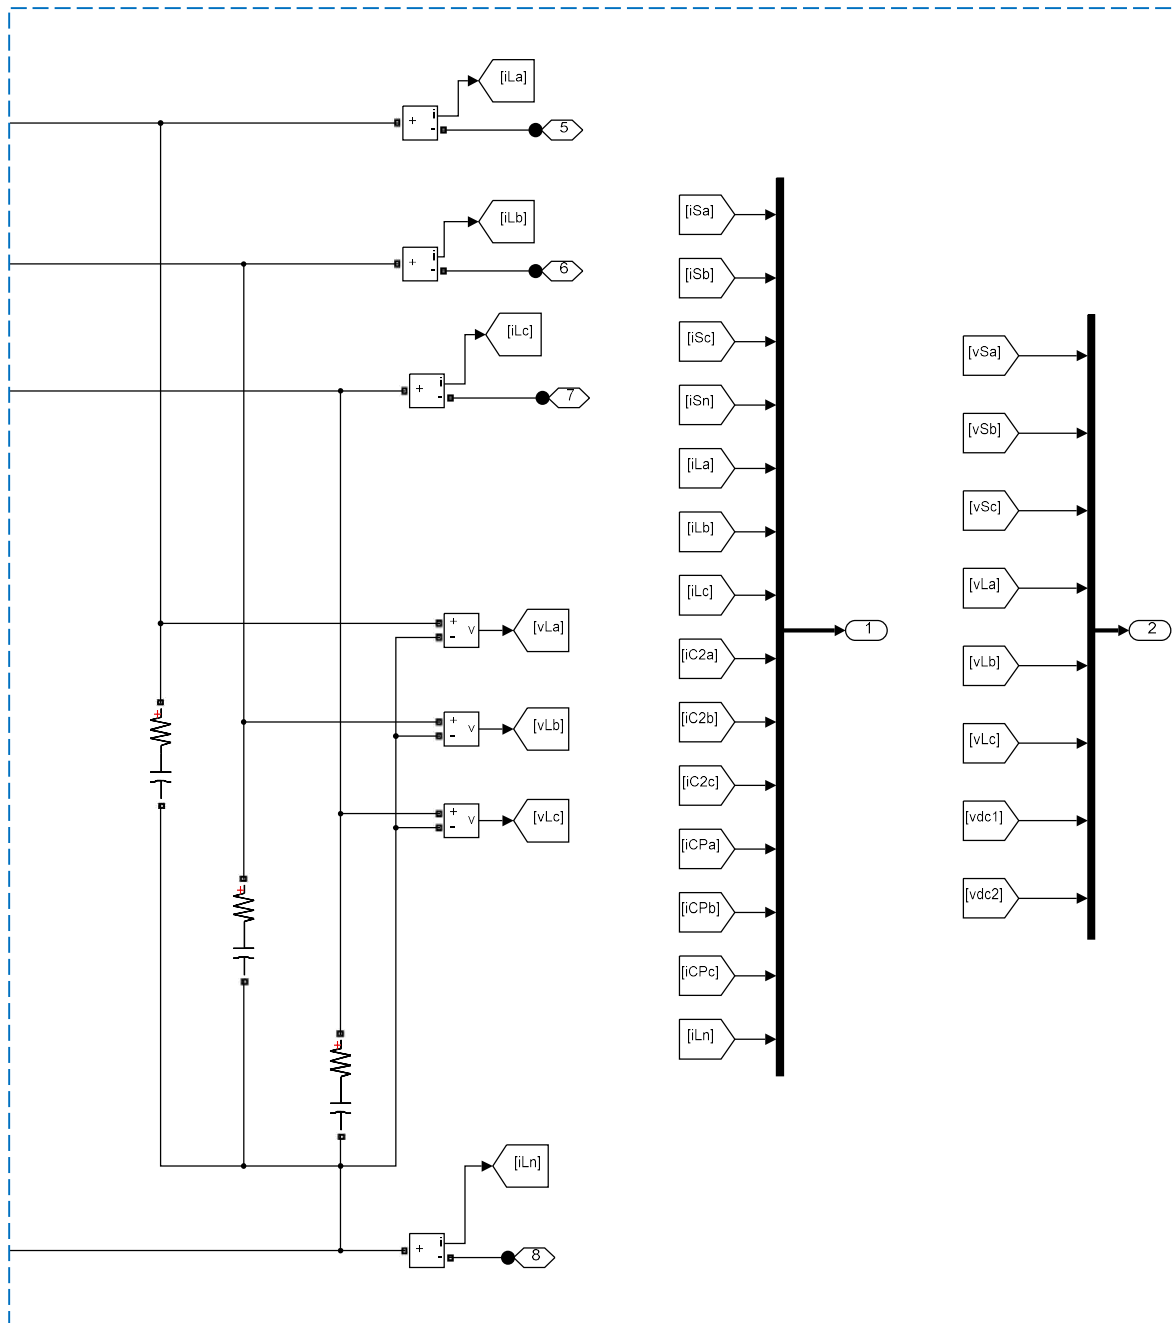 [iLa]
+ i -
5
[iLb]
+ i -
6
[iLc]
+ i -
7
+ - v [vLa]
+ - v [vLb]
+ - v [vLc]
+
+
+
[iLn]
+ i -
8
[iSa]
[iSb]
[iSc]
[iSn]
[iLa]
[iLb]
[iLc]
[iC2a]
[iC2b]
[iC2c]
[iCPa]
[iCPb]
[iCPc]
[iLn]
1
[vSa]
[vSb]
[vSc]
[vLa]
[vLb]
[vLc]
[vdc1]
[vdc2]
2